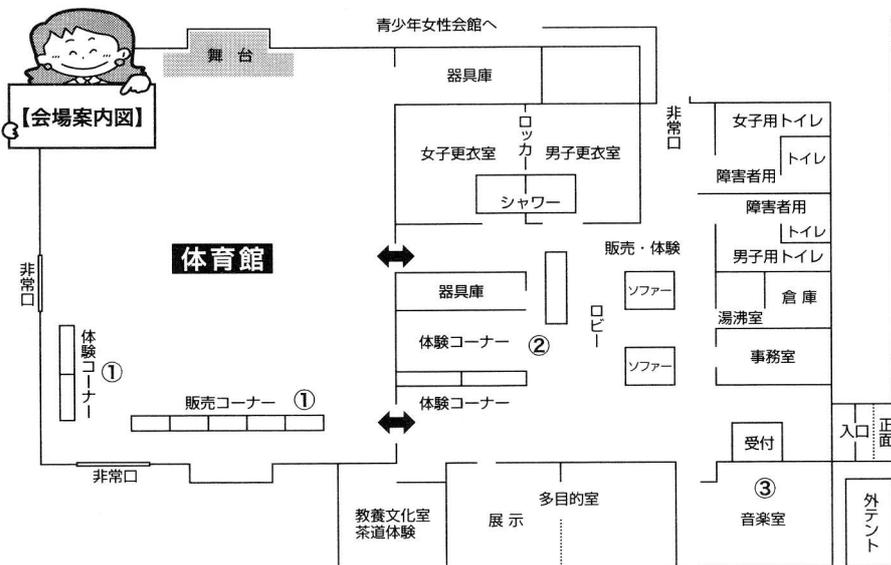 青少年女性会館へ
舞台
【会場案内図】
器具庫
非常口
女子用トイレ
トイレ
障害者用
ロッカー
女子更衣室
男子更衣室
シャワー
障害者用
トイレ
男子用トイレ
体育館
販売・体験
非常口
器具庫
ソファー
倉庫
湯沸室
ロビー
体験コーナー ②
事務室
ソファー
体験コーナー ①
販売コーナー ①
体験コーナー
受付
入口
正面
非常口
③
音楽室
教養文化室
茶道体験
展示
多目的室
外テント